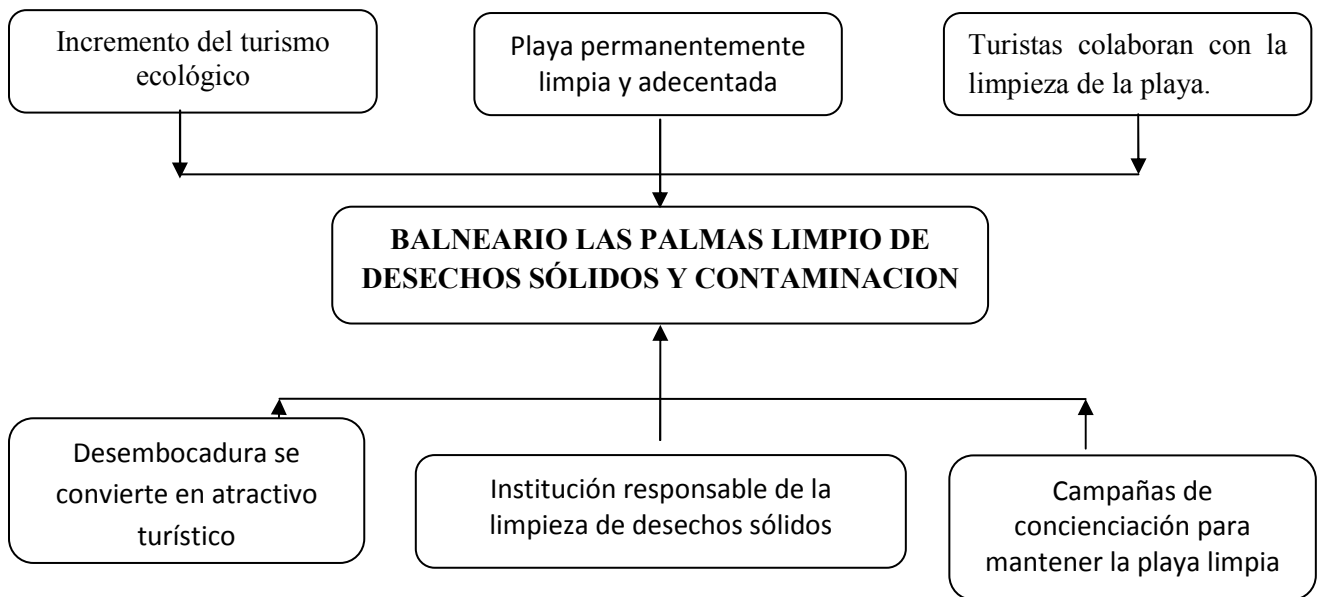 Incremento del turismo
ecológico
Playa permanentemente
limpia y adecentada
Turistas colaboran con la
limpieza de la playa.
BALNEARIO LAS PALMAS LIMPIO DE
DESECHOS SÓLIDOS Y CONTAMINACION
Desembocadura se
convierte en atractivo
turístico
Institución responsable de la
limpieza de desechos sólidos
Campañas de
concienciación para
mantener la playa limpia